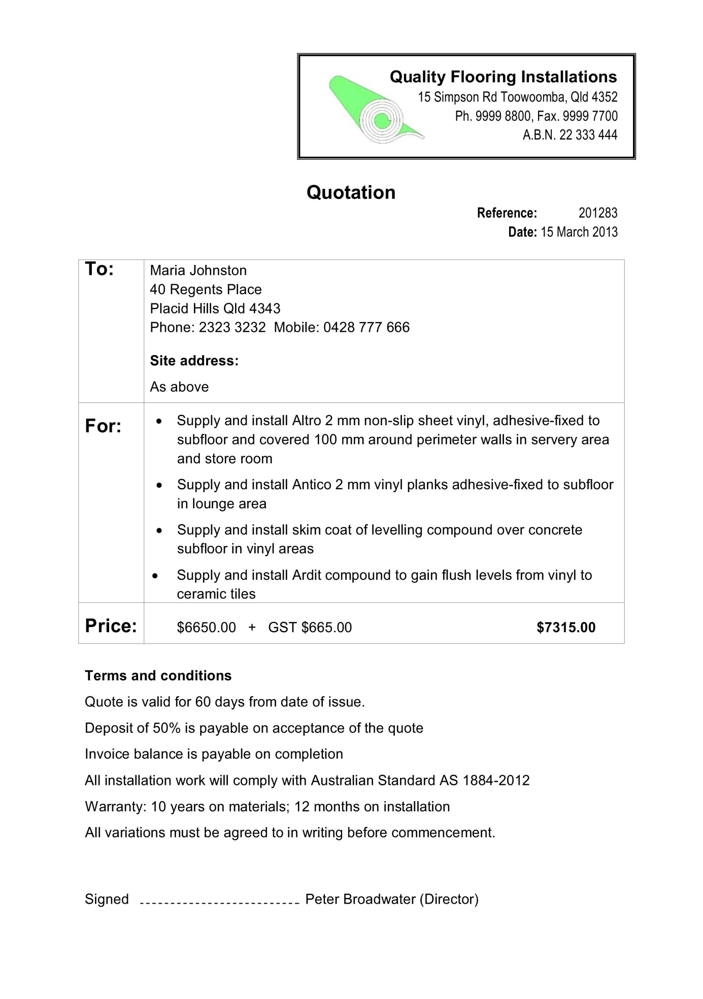 Quality Flooring Installations
15 Simpson Rd Toowoomba, Qld 4352
Ph. 9999 8800, Fax. 9999 7700
A.B.N. 22 333 444
Quotation
Reference: 201283
Date: 15 March 2013
To:
Maria Johnston
40 Regents Place
Placid Hills Qld 4343
Phone: 2323 3232 Mobile: 0428 777 666
Site address:
As above
For:
• Supply and install Altro 2 mm non-slip sheet vinyl, adhesive-fixed to
subfloor and covered 100 mm around perimeter walls in servery area
and store room
• Supply and install Antico 2 mm vinyl planks adhesive-fixed to subfloor
in lounge area
• Supply and install skim coat of levelling compound over concrete
subfloor in vinyl areas
• Supply and install Ardit compound to gain flush levels from vinyl to
ceramic tiles
Price: $6650.00 + GST $665.00 $7315.00
Terms and conditions
Quote is valid for 60 days from date of issue.
Deposit of 50% is payable on acceptance of the quote
Invoice balance is payable on completion
All installation work will comply with Australian Standard AS 1884-2012
Warranty: 10 years on materials; 12 months on installation
All variations must be agreed to in writing before commencement.
Signed -------------------------- Peter Broadwater (Director)